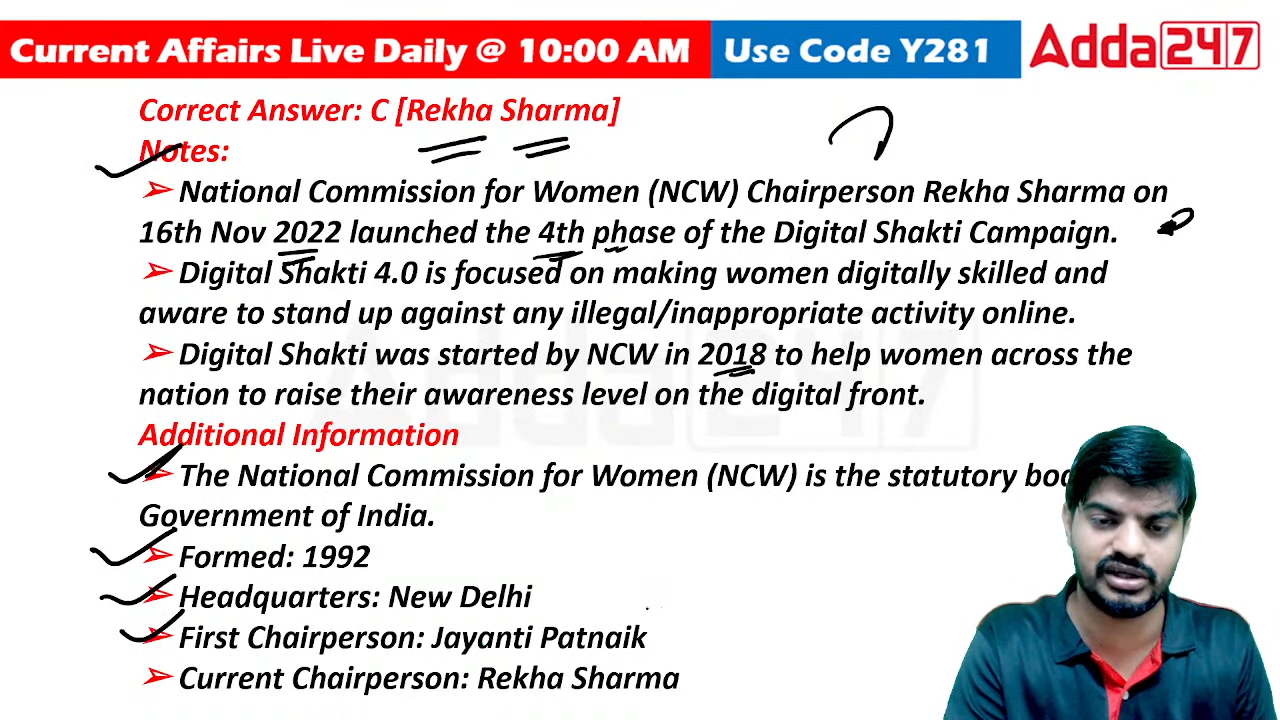 Current Affairs Live Daily @ 10:00 AM Use Code Y281 Adda247
Correct Answer: C [Rekha Sharma]
Notes:
➢ National Commission for Women (NCW) Chairperson Rekha Sharma on
16th Nov 2022 launched the 4th phase of the Digital Shakti Campaign.
➢ Digital Shakti 4.0 is focused on making women digitally skilled and
aware to stand up against any illegal/inappropriate activity online.
➢ Digital Shakti was started by NCW in 2018 to help women across the
nation to raise their awareness level on the digital front.
Additional Information
➢ The National Commission for Women (NCW) is the statutory
Government of India.
➢ Formed: 1992
➢ Headquarters: New Delhi
➢ First Chairperson: Jayanti Patnaik
➢ Current Chairperson: Rekha Sharma